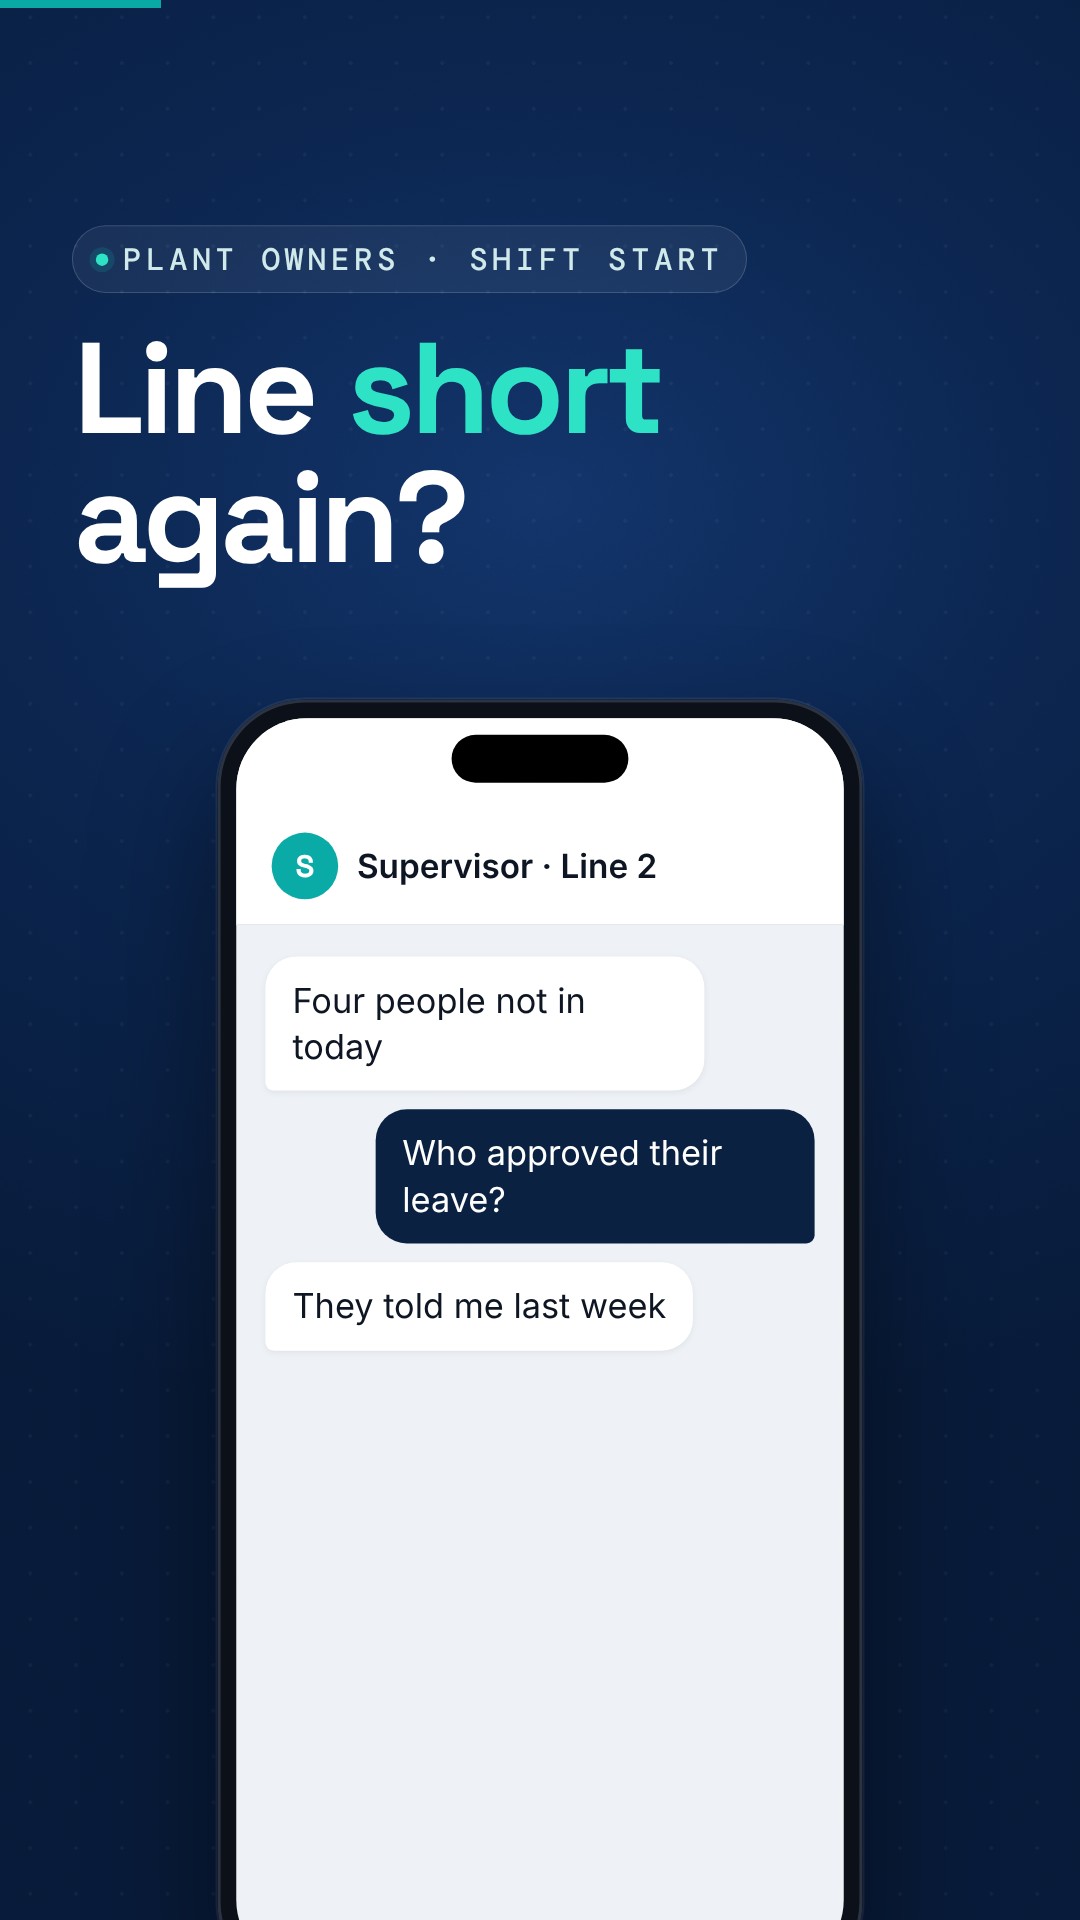 PLANT OWNERS · SHIFT START
Line short
again?
S
Supervisor · Line 2
Four people not in
today
Who approved their
leave?
They told me last week